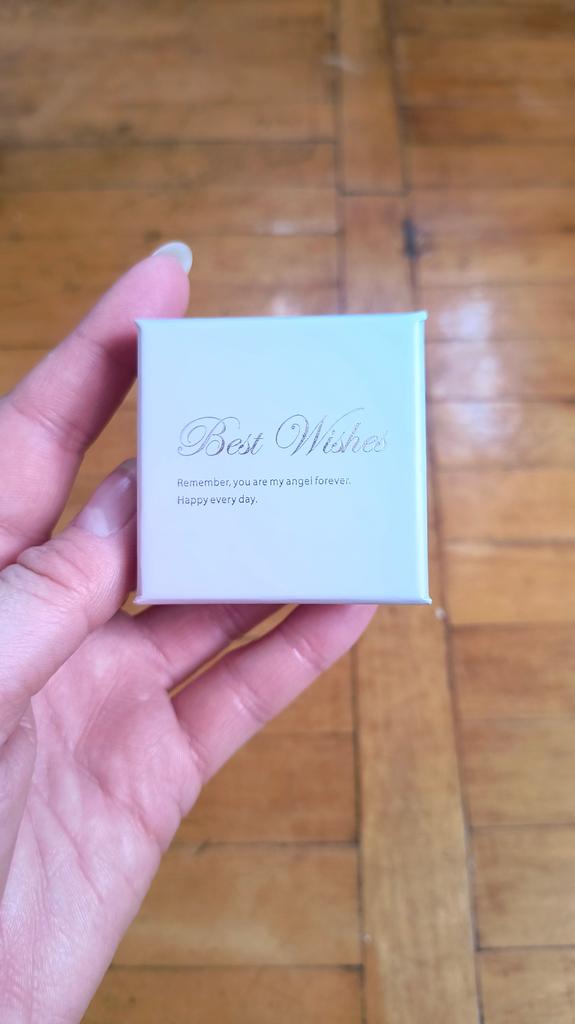 Best Wishes
Remember, you are my angel forever.
Happy every day.